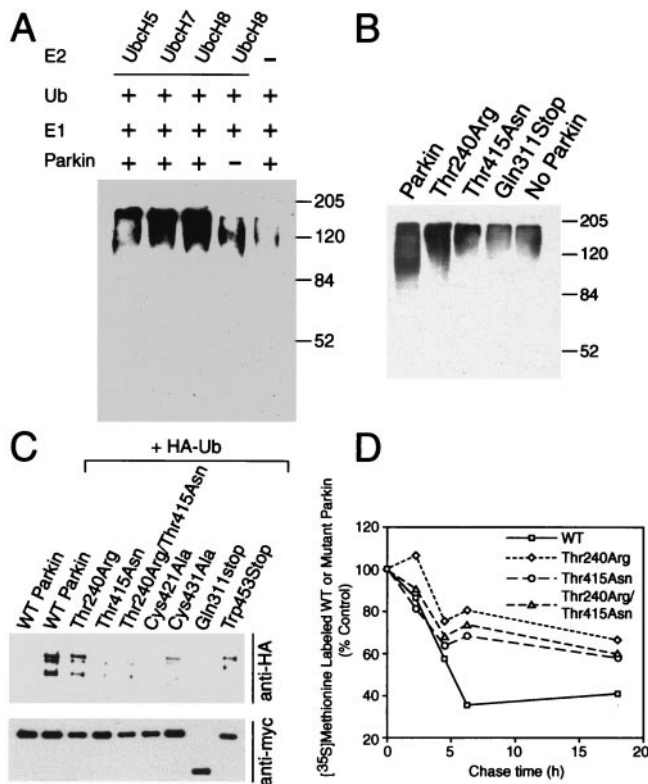 A
E2 UbcH5 UbcH7 UbcH8 UbcH8 –
Ub + + + + +
E1 + + + + +
Parkin + + + – +
205
120
84
52
B
Parkin Thr240Arg Thr415Asn Gln311Stop No Parkin
205
120
84
52
C
+ HA-Ub
WT Parkin WT Parkin Thr240Arg Thr415Asn Thr240Arg/Thr415Asn Cys421Ala Cys431Ala Gln311stop Trp453Stop
anti-HA
anti-myc
D
[35S]Methionine Labeled WT or Mutant Parkin
(% Control)
120
100
80
60
40
20
0 5 10 15 20
Chase time (h)
WT
Thr240Arg
Thr415Asn
Thr240Arg/
Thr415Asn